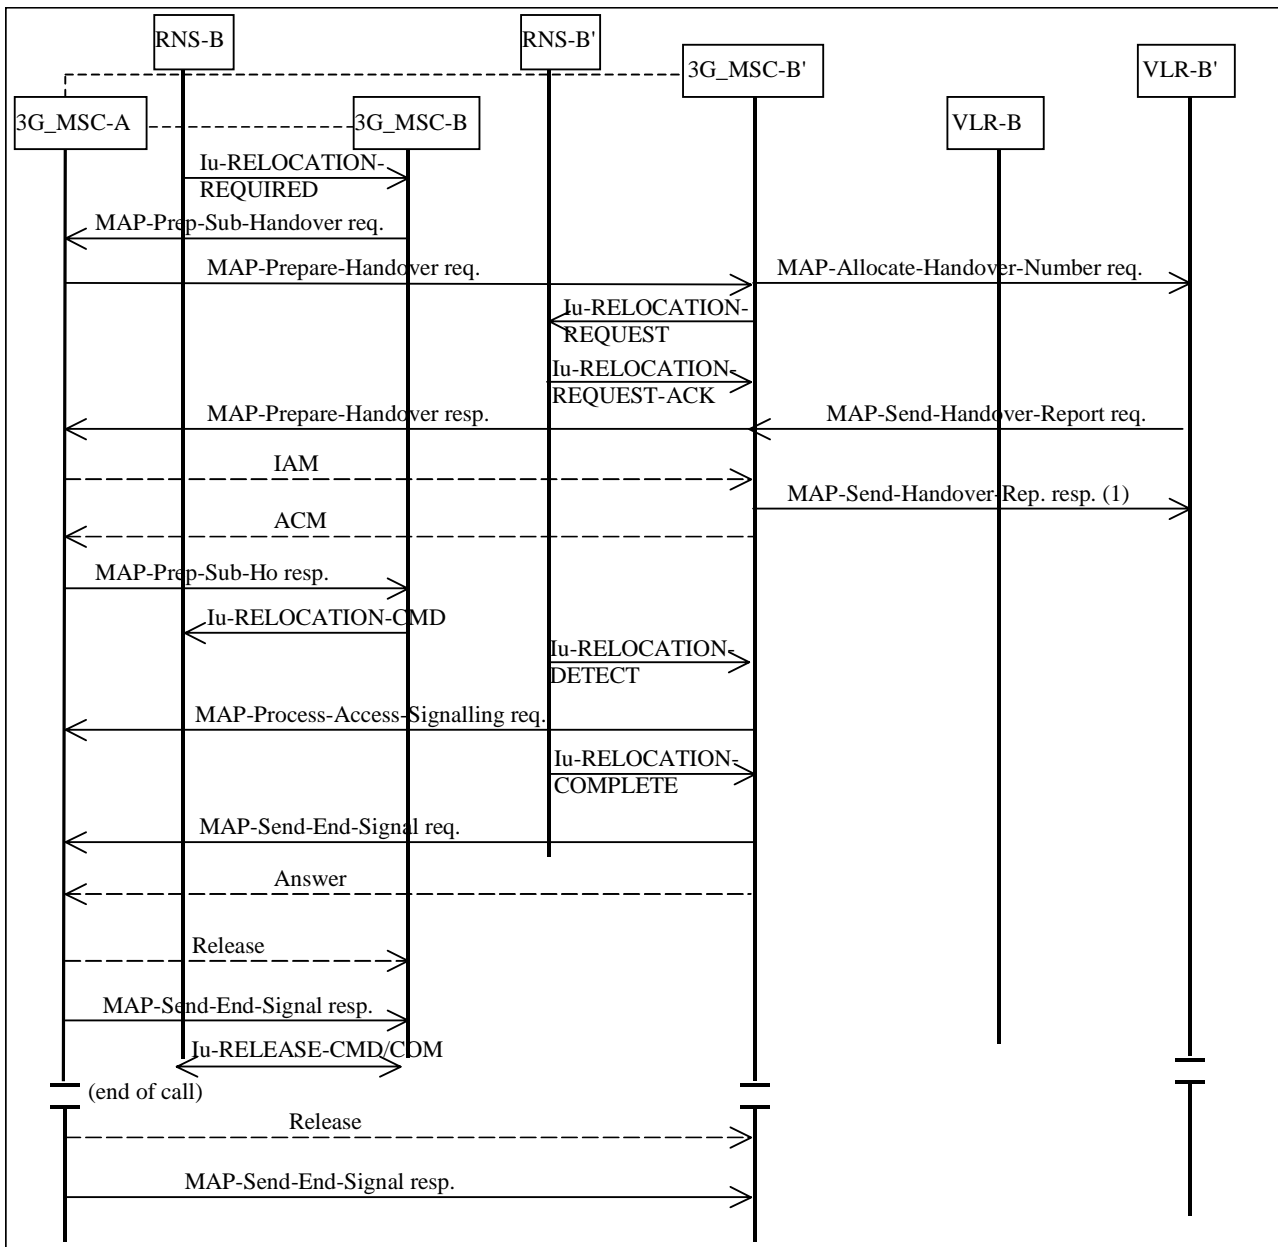 RNS-B
RNS-B'
3G_MSC-B'
VLR-B'
3G_MSC-A
3G_MSC-B
VLR-B
Iu-RELOCATION-
REQUIRED
MAP-Prep-Sub-Handover req.
MAP-Prepare-Handover req.
MAP-Allocate-Handover-Number req.
Iu-RELOCATION-
REQUEST
Iu-RELOCATION-
REQUEST-ACK
MAP-Prepare-Handover resp.
MAP-Send-Handover-Report req.
IAM
MAP-Send-Handover-Rep. resp. (1)
ACM
MAP-Prep-Sub-Ho resp.
Iu-RELOCATION-CMD
Iu-RELOCATION-
DETECT
MAP-Process-Access-Signalling req.
Iu-RELOCATION-
COMPLETE
MAP-Send-End-Signal req.
Answer
Release
MAP-Send-End-Signal resp.
Iu-RELEASE-CMD/COM
(end of call)
Release
MAP-Send-End-Signal resp.